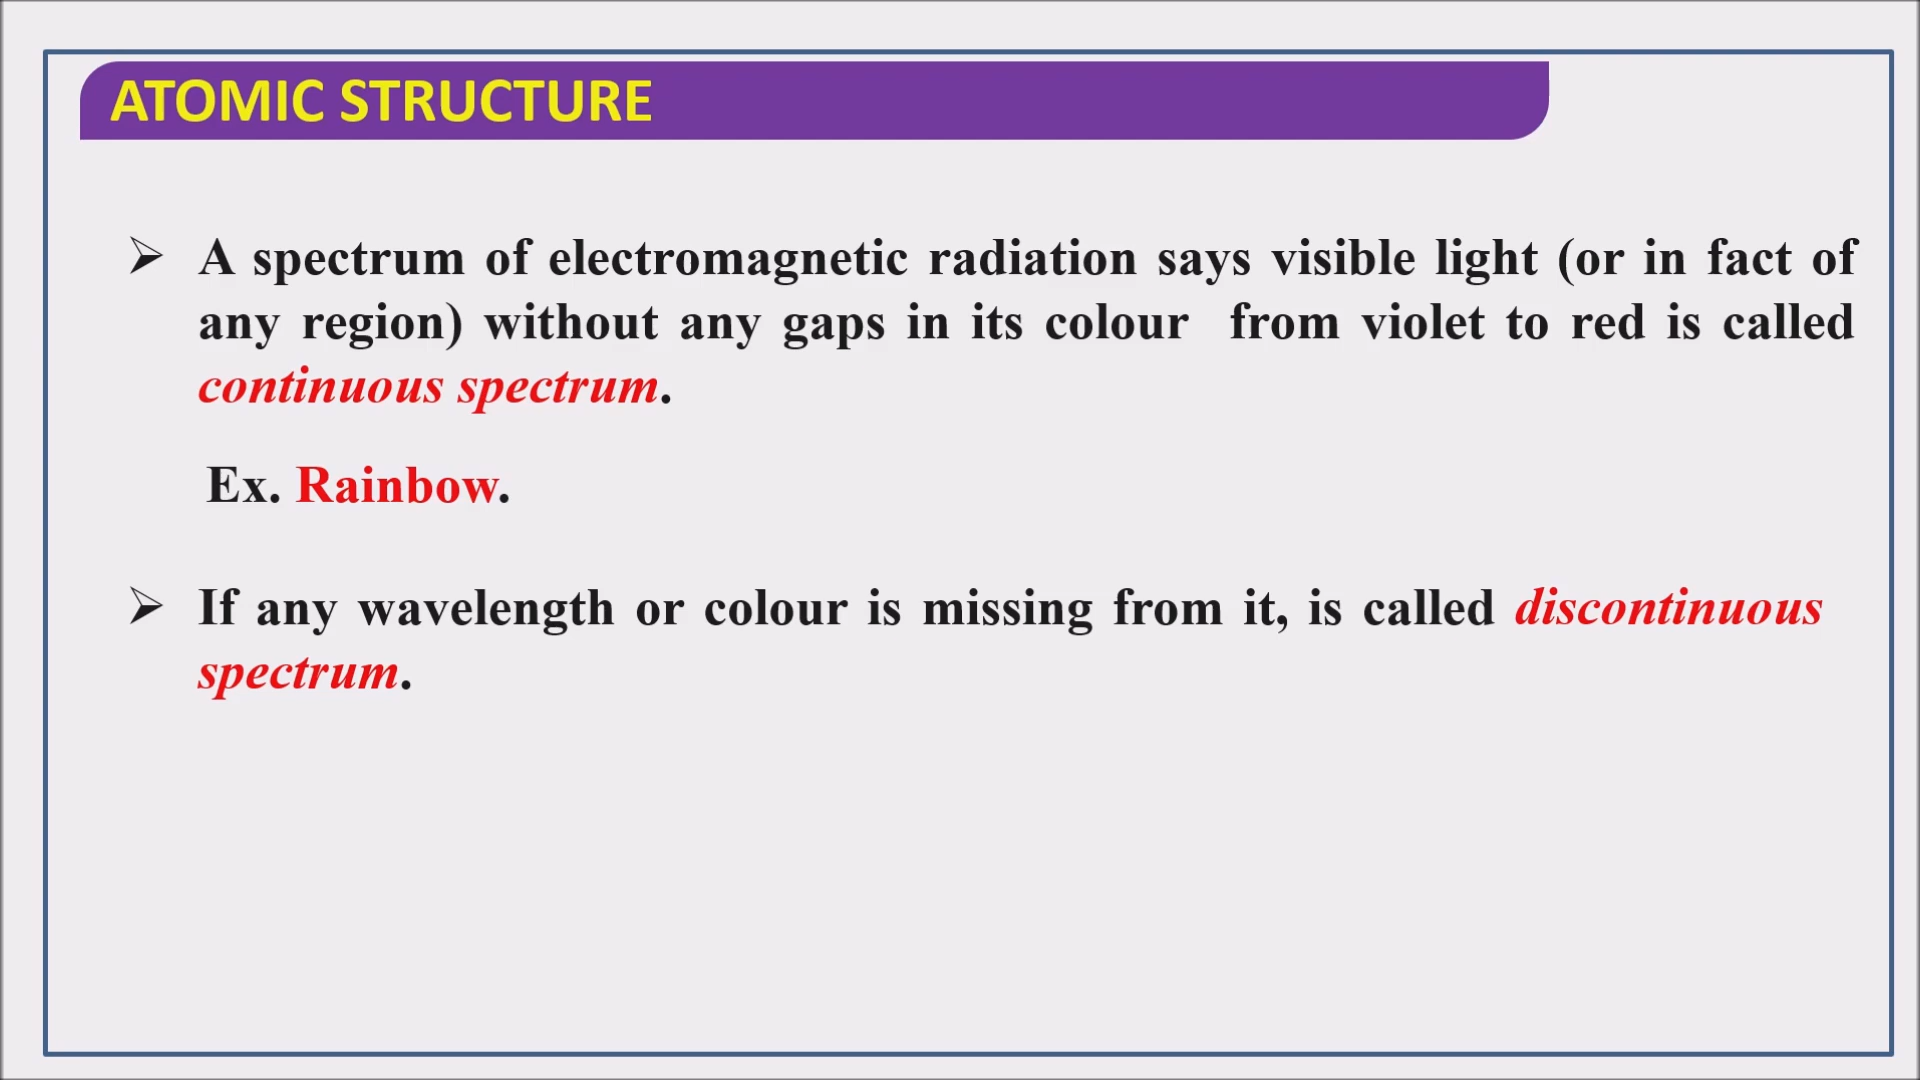 ATOMIC STRUCTURE
➢ A spectrum of electromagnetic radiation says visible light (or in fact of
any region) without any gaps in its colour from violet to red is called
continuous spectrum.
Ex. Rainbow.
➢ If any wavelength or colour is missing from it, is called discontinuous
spectrum.